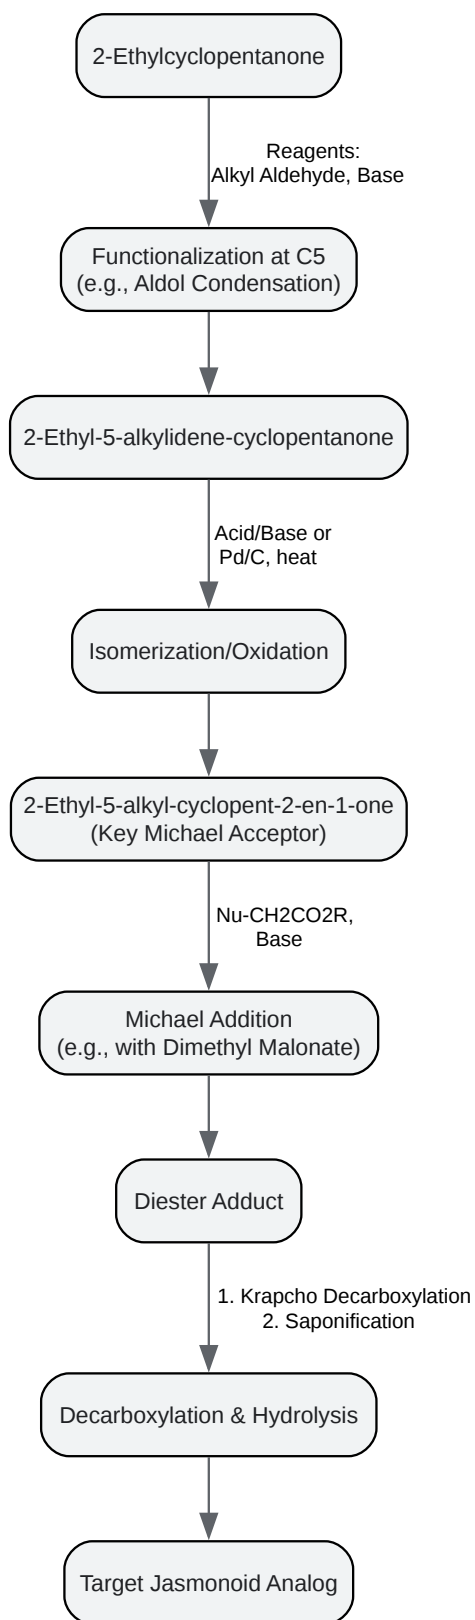 2-Ethylcyclopentanone
Reagents:
Alkyl Aldehyde, Base
Functionalization at C5
(e.g., Aldol Condensation)
2-Ethyl-5-alkylidene-cyclopentanone
Acid/Base or
Pd/C, heat
Isomerization/Oxidation
2-Ethyl-5-alkyl-cyclopent-2-en-1-one
(Key Michael Acceptor)
Nu-CH2CO2R,
Base
Michael Addition
(e.g., with Dimethyl Malonate)
Diester Adduct
1. Krapcho Decarboxylation
2. Saponification
Decarboxylation & Hydrolysis
Target Jasmonoid Analog